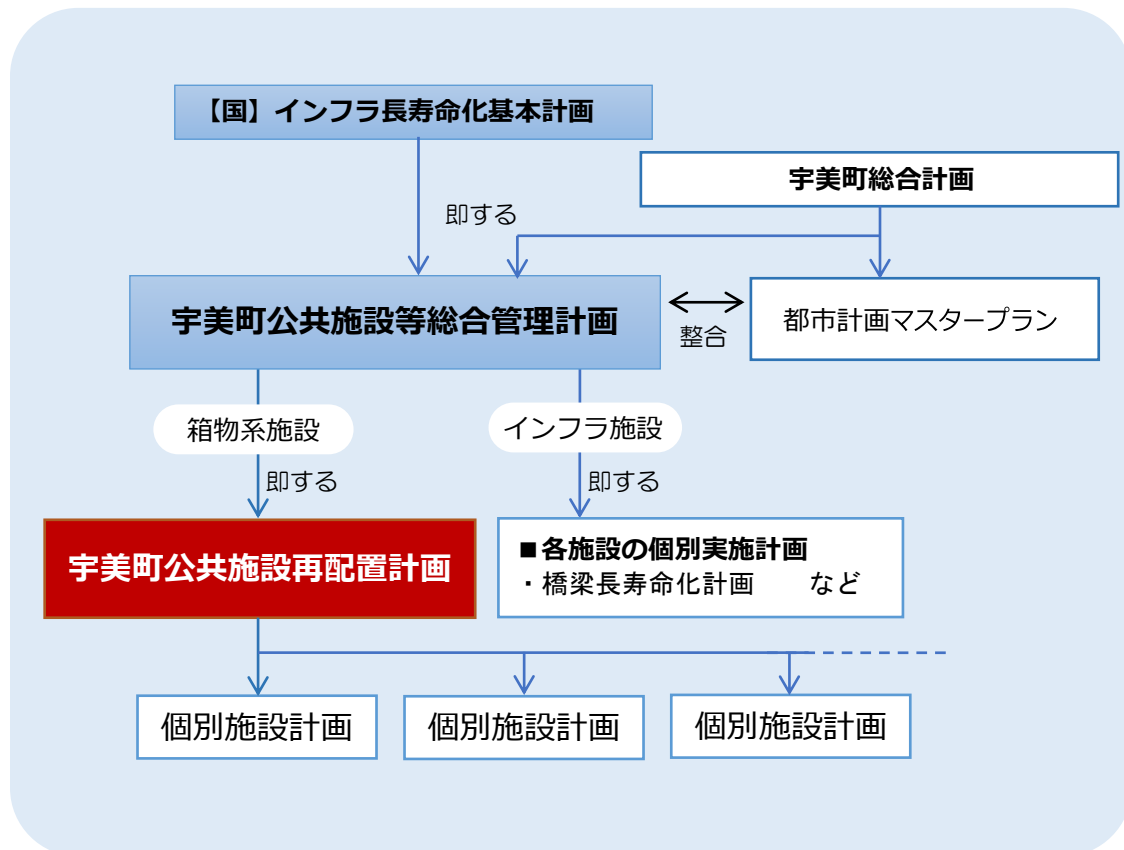 【国】インフラ長寿命化基本計画
宇美町総合計画
即する
宇美町公共施設等総合管理計画
整合
都市計画マスタープラン
箱物系施設
インフラ施設
即する
即する
宇美町公共施設再配置計画
■各施設の個別実施計画
・橋梁長寿命化計画　　など
個別施設計画
個別施設計画
個別施設計画